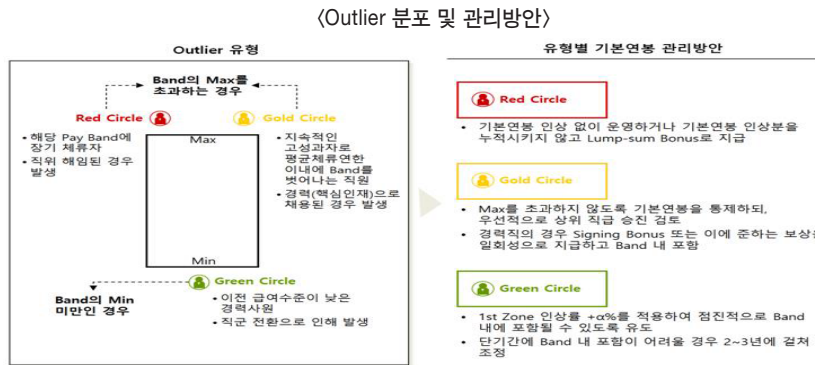 〈Outlier 분포 및 관리방안〉
Outlier 유형
Band의 Max를
초과하는 경우
Red Circle
Gold Circle
• 해당 Pay Band에
장기 체류자
• 직위 해임된 경우
발생
Max
Min
• 지속적인
고성과자로
평균체류연한
이내에 Band를
벗어나는 직원
• 경력(핵심인재)으로
채용된 경우 발생
Green Circle
Band의 Min
미만인 경우
• 이전 급여수준이 낮은
경력사원
• 직군 전환으로 인해 발생
유형별 기본연봉 관리방안
Red Circle
• 기본연봉 인상 없이 운영하거나 기본연봉 인상분을
누적시키지 않고 Lump-sum Bonus로 지급
Gold Circle
• Max를 초과하지 않도록 기본연봉을 통제하되,
우선적으로 상위 직급 승진 검토
• 경력직의 경우 Signing Bonus 또는 이에 준하는 보상을
일회성으로 지급하고 Band 내 포함
Green Circle
• 1st Zone 인상률 +α%를 적용하여 점진적으로 Band
내에 포함될 수 있도록 유도
• 단기간에 Band 내 포함이 어려울 경우 2~3년에 걸쳐
조정